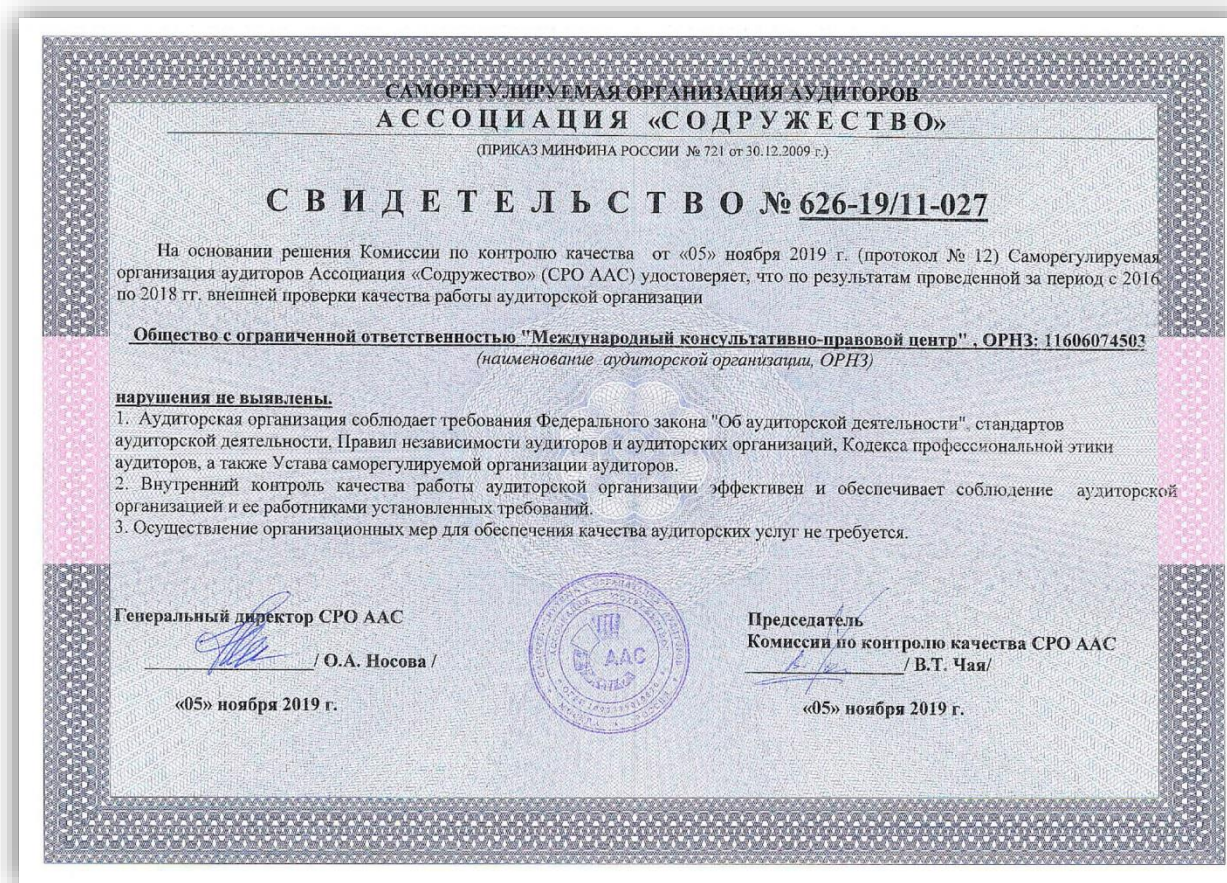 САМОРЕГУЛИРУЕМАЯ ОРГАНИЗАЦИЯ АУДИТОРОВ
АССОЦИАЦИЯ «СОДРУЖЕСТВО»
(ПРИКАЗ МИНФИНА РОССИИ № 721 от 30.12.2009 г.)
СВИДЕТЕЛЬСТВО № 626-19/11-027
На основании решения Комиссии по контролю качества от «05» ноября 2019 г. (протокол № 12) Саморегулируемая
организация аудиторов Ассоциация «Содружество» (СРО ААС) удостоверяет, что по результатам проведенной за период с 2016
по 2018 гг. внешней проверки качества работы аудиторской организации
Общество с ограниченной ответственностью "Международный консультативно-правовой центр" , ОРНЗ: 11606074503
(наименование аудиторской организации, ОРНЗ)
нарушения не выявлены.
1. Аудиторская организация соблюдает требования Федерального закона "Об аудиторской деятельности", стандартов
аудиторской деятельности, Правил независимости аудиторов и аудиторских организаций, Кодекса профессиональной этики
аудиторов, а также Устава саморегулируемой организации аудиторов.
2. Внутренний контроль качества работы аудиторской организации эффективен и обеспечивает соблюдение аудиторской
организацией и ее работниками установленных требований.
3. Осуществление организационных мер для обеспечения качества аудиторских услуг не требуется.
Генеральный директор СРО ААС
/ О.А. Носова /
«05» ноября 2019 г.
ААС
Председатель
Комиссии по контролю качества СРО ААС
/ В.Т. Чая/
«05» ноября 2019 г.